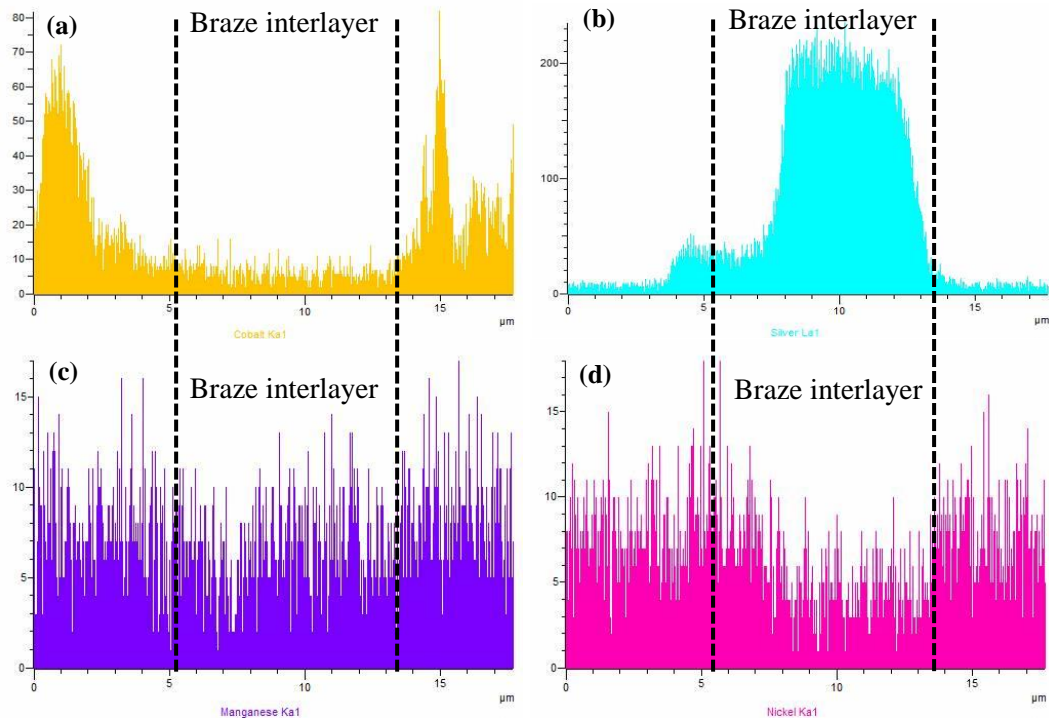 (a) Braze interlayer
80
70
60
50
40
30
20
10
0
0 5 10 15
µm
Cobalt Ka1
(b) Braze interlayer
200
100
0
0 5 10 15
µm
Silver La1
(c) Braze interlayer
15
10
5
0
0 5 10 15
µm
Manganese Ka1
(d) Braze interlayer
15
10
5
0
0 5 10 15
µm
Nickel Ka1